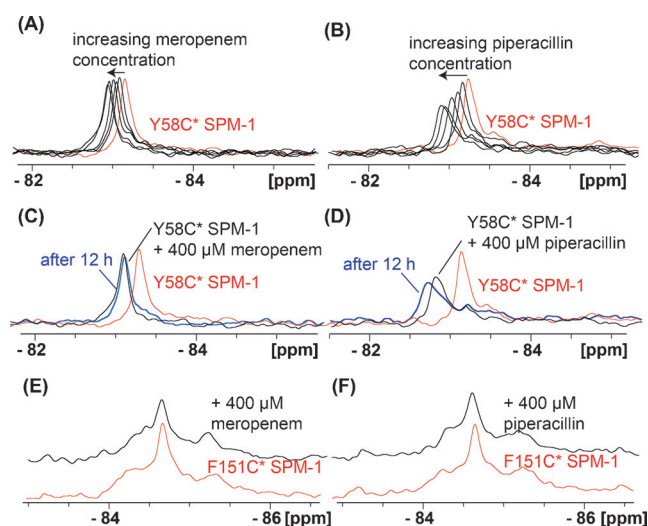 (A)
increasing meropenem
concentration
Y58C* SPM-1
- 82
- 84
[ppm]
(B)
increasing piperacillin
concentration
Y58C* SPM-1
- 82
- 84
[ppm]
(C)
Y58C* SPM-1
+ 400 µM meropenem
after 12 h
Y58C* SPM-1
- 82
- 84
[ppm]
(D)
Y58C* SPM-1
+ 400 µM piperacillin
after 12 h
Y58C* SPM-1
- 82
- 84
[ppm]
(E)
+ 400 µM
meropenem
F151C* SPM-1
- 84
- 86
[ppm]
(F)
+ 400 µM
piperacillin
F151C* SPM-1
- 84
- 86
[ppm]